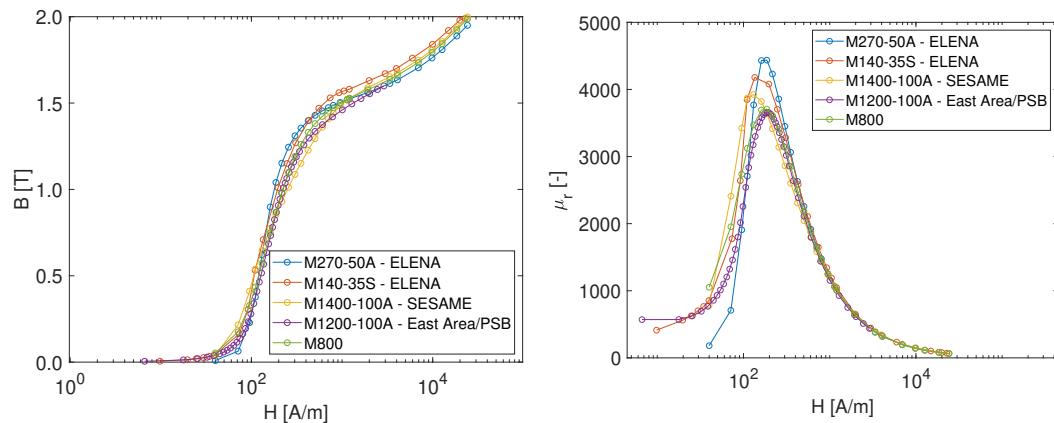 2.0
1.5
1.0
0.5
0.0
B [T]
10^0
10^2
10^4
H [A/m]
M270-50A - ELENA
M140-35S - ELENA
M1400-100A - SESAME
M1200-100A - East Area/PSB
M800
5000
4000
3000
2000
1000
0
μ_r [-]
10^2
10^4
H [A/m]
M270-50A - ELENA
M140-35S - ELENA
M1400-100A - SESAME
M1200-100A - East Area/PSB
M800